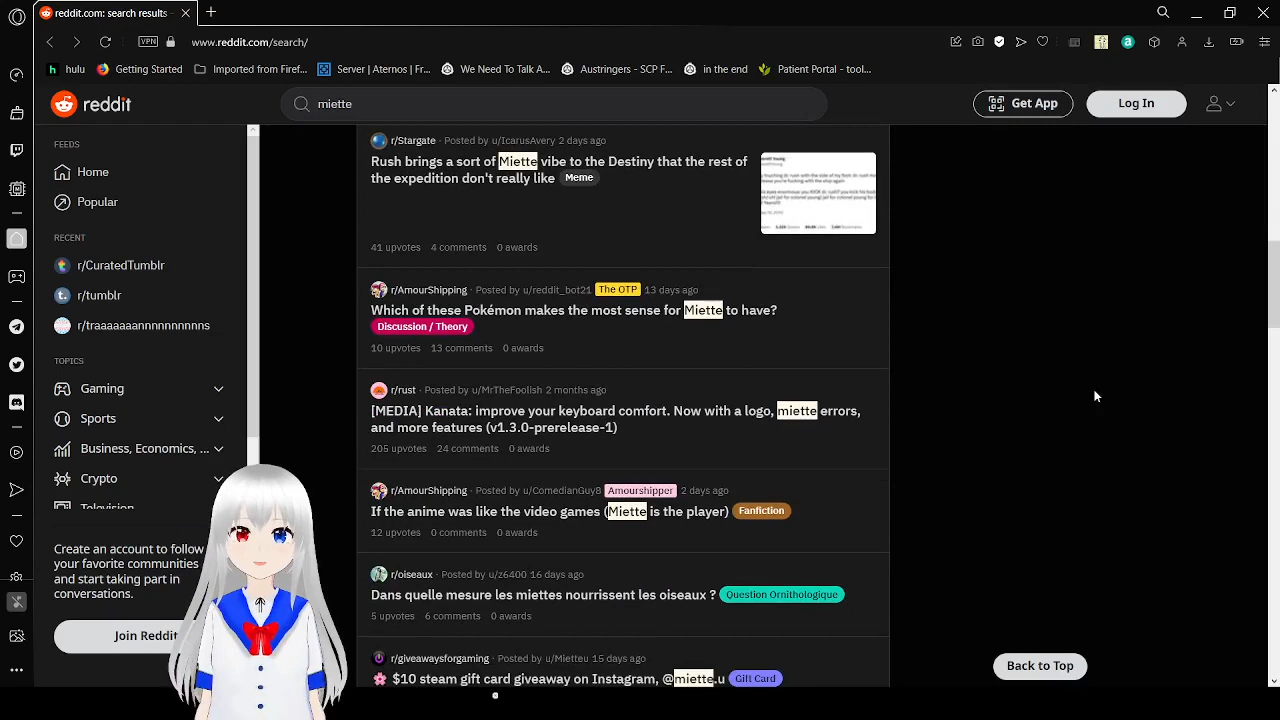 reddit.com: search results -
www.reddit.com/search/
VPN
hulu
Getting Started
Imported from Firef...
Server | Aternos | Fr...
We Need To Talk A...
Austringers - SCP F...
in the end
Patient Portal - tool...
reddit
miette
Get App
Log In
FEEDS
Home
Popular
RECENT
r/CuratedTumblr
r/tumblr
r/traaaaaaannnnnnnnnns
TOPICS
Gaming
Sports
Business, Economics, ...
Crypto
Television
Create an account to follow
your favorite communities
and start taking part in
conversations.
Join Reddit
r/Stargate · Posted by u/IcarusAvery 2 days ago
Rush brings a sort of Miette vibe to the Destiny that the rest of
the expedition don't really like Meme
41 upvotes 4 comments 0 awards
r/AmourShipping · Posted by u/reddit_bot21 The OTP 13 days ago
Which of these Pokémon makes the most sense for Miette to have?
Discussion / Theory
10 upvotes 13 comments 0 awards
r/rust · Posted by u/MrTheFoolish 2 months ago
[MEDIA] Kanata: improve your keyboard comfort. Now with a logo, miette errors,
and more features (v1.3.0-prerelease-1)
205 upvotes 24 comments 0 awards
r/AmourShipping · Posted by u/ComedianGuy8 Amourshipper 2 days ago
If the anime was like the video games (Miette is the player) Fanfiction
12 upvotes 0 comments 0 awards
r/oiseaux · Posted by u/z6400 16 days ago
Dans quelle mesure les miettes nourrissent les oiseaux ? Question Ornithologique
5 upvotes 6 comments 0 awards
r/giveawaysforgaming · Posted by u/Mietteu 15 days ago
$10 steam gift card giveaway on Instagram, @miette.u Gift Card
Back to Top